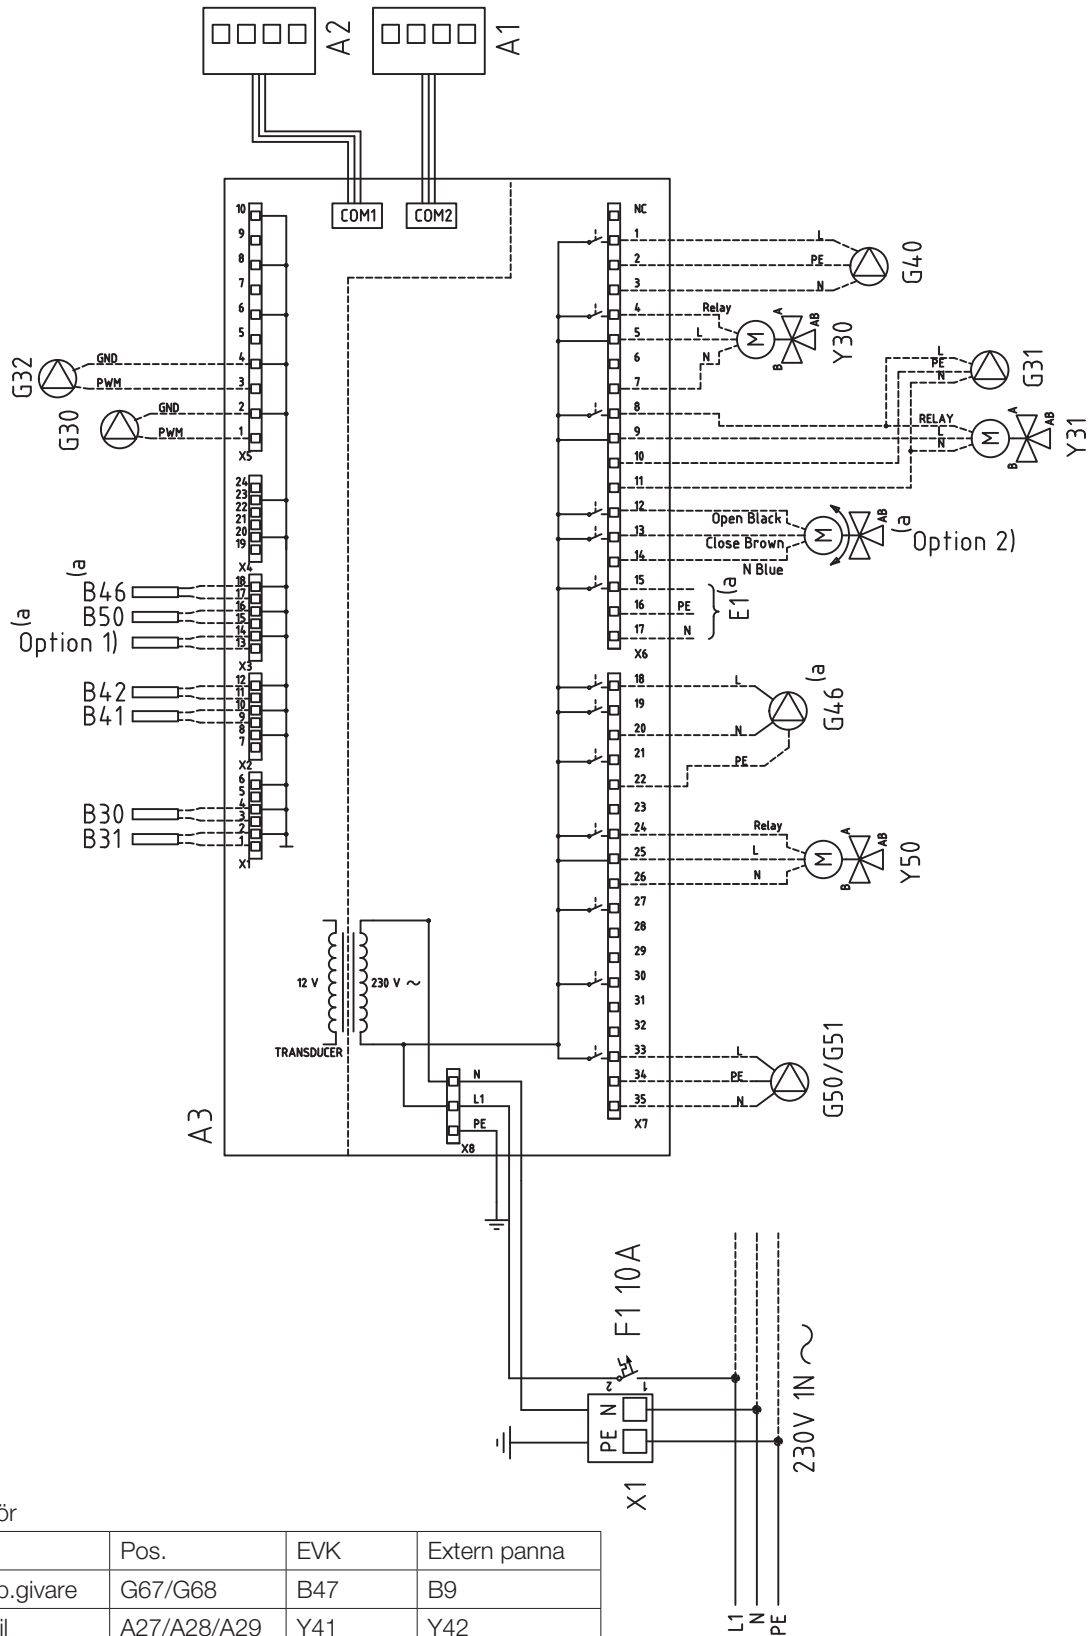 A2
A1
COM1
COM2
10
9
8
7
6
5
4
3
2
1
X5
24
23
22
21
20
19
X4
18
17
16
15
14
13
X3
12
11
10
9
8
7
X2
6
5
4
3
2
1
X1
G32
GND
PWM
G30
GND
PWM
B46
(a
B50
(a
Option 1)
B42
B41
B30
B31
NC
1
2
3
4
5
6
7
8
9
10
11
12
13
14
15
16
17
X6
18
19
20
21
22
23
24
25
26
27
28
29
30
31
32
33
34
35
X7
L
PE
N
G40
Relay
L
N
M
A
AB
B
Y30
L
PE
N
G31
RELAY
L
N
M
A
AB
B
Y31
Open Black
Close Brown
N Blue
M
AB
(a
Option 2)
PE
N
E1
(a
L
N
PE
G46
(a
Relay
L
N
M
A
AB
B
Y50
L
PE
N
G50/G51
12 V
230 V ~
TRANSDUCER
N
L1
PE
X8
A3
F1 10A
2
1
PE N
X1
230V 1N ~
L1
N
PE
ör
Pos. EVK Extern panna
p.givare G67/G68 B47 B9
il A27/A28/A29 Y41 Y42